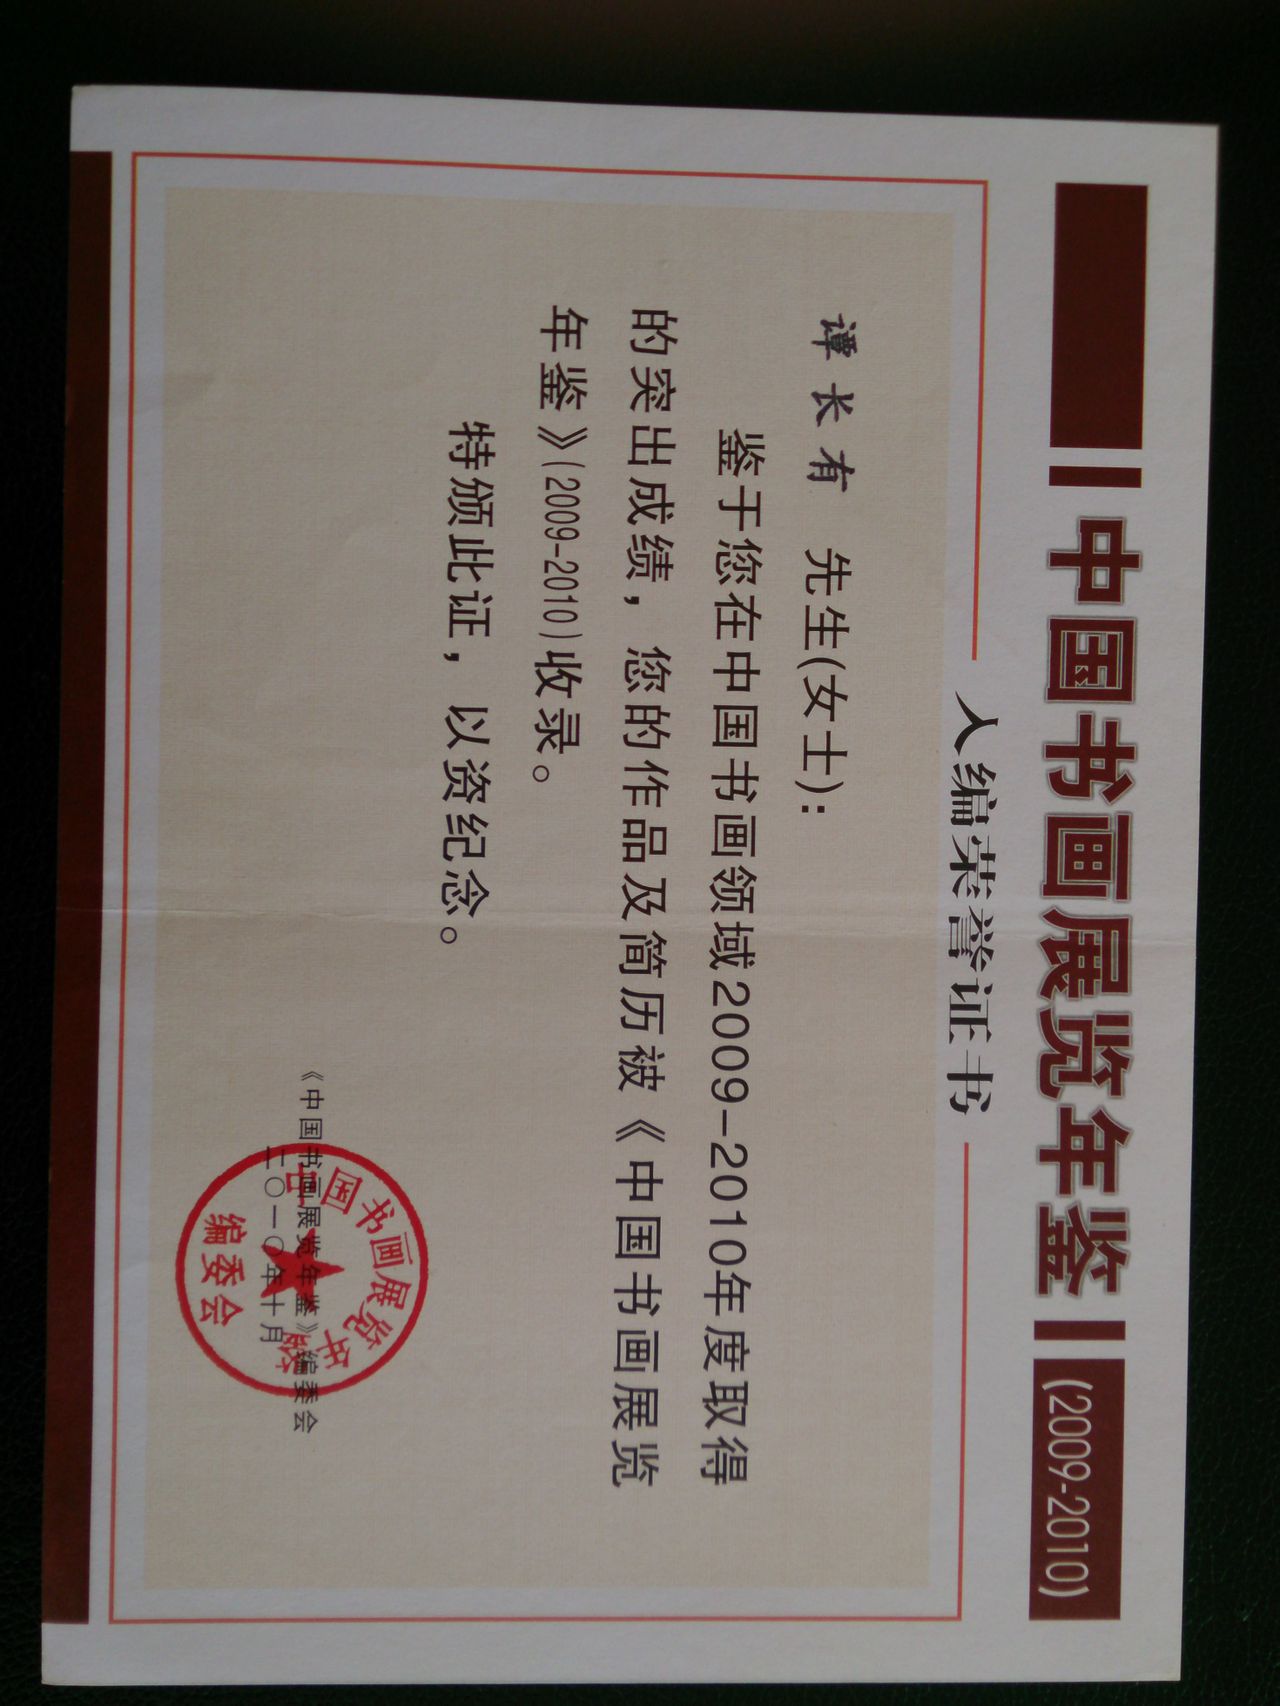 中国书画展览年鉴
(2009-2010)
入编荣誉证书
谭长有 先生(女士)：
鉴于您在中国书画领域2009-2010年度取得
的突出成绩，您的作品及简历被《中国书画展览
年鉴》(2009-2010)收录。
特颁此证，以资纪念。
《中国书画展览年鉴》编委会
二〇一〇年十月
中国书画展览年鉴
编委会